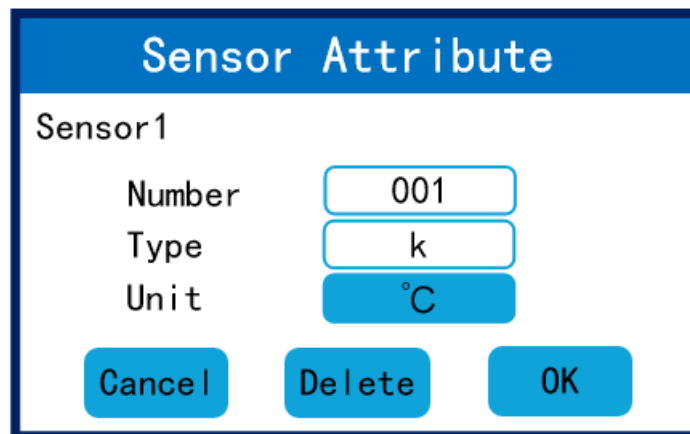 Sensor Attribute
Sensor1
Number 001
Type k
Unit ℃
Cancel Delete OK